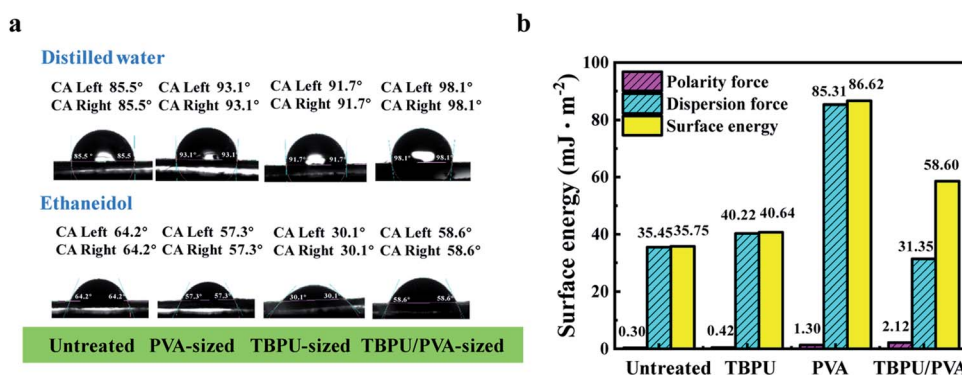 a
Distilled water
CA Left 85.5° CA Left 93.1° CA Left 91.7° CA Left 98.1°
CA Right 85.5° CA Right 93.1° CA Right 91.7° CA Right 98.1°
85.5° 85.5 93.1° 93.1 91.7° 91.7° 98.1° 98.1°
Ethaneidol
CA Left 64.2° CA Left 57.3° CA Left 30.1° CA Left 58.6°
CA Right 64.2° CA Right 57.3° CA Right 30.1° CA Right 58.6°
64.2° 64.2° 57.3° 57.3° 30.1° 30.1° 58.6° 58.6°
Untreated PVA-sized TBPU-sized TBPU/PVA-sized
b
Surface energy (mJ · m⁻²)
100
80
60
40
20
0
Polarity force
Dispersion force
Surface energy
0.30 35.45 35.75
0.42 40.22 40.64
1.30 85.31 86.62
2.12 31.35 58.60
Untreated TBPU PVA TBPU/PVA